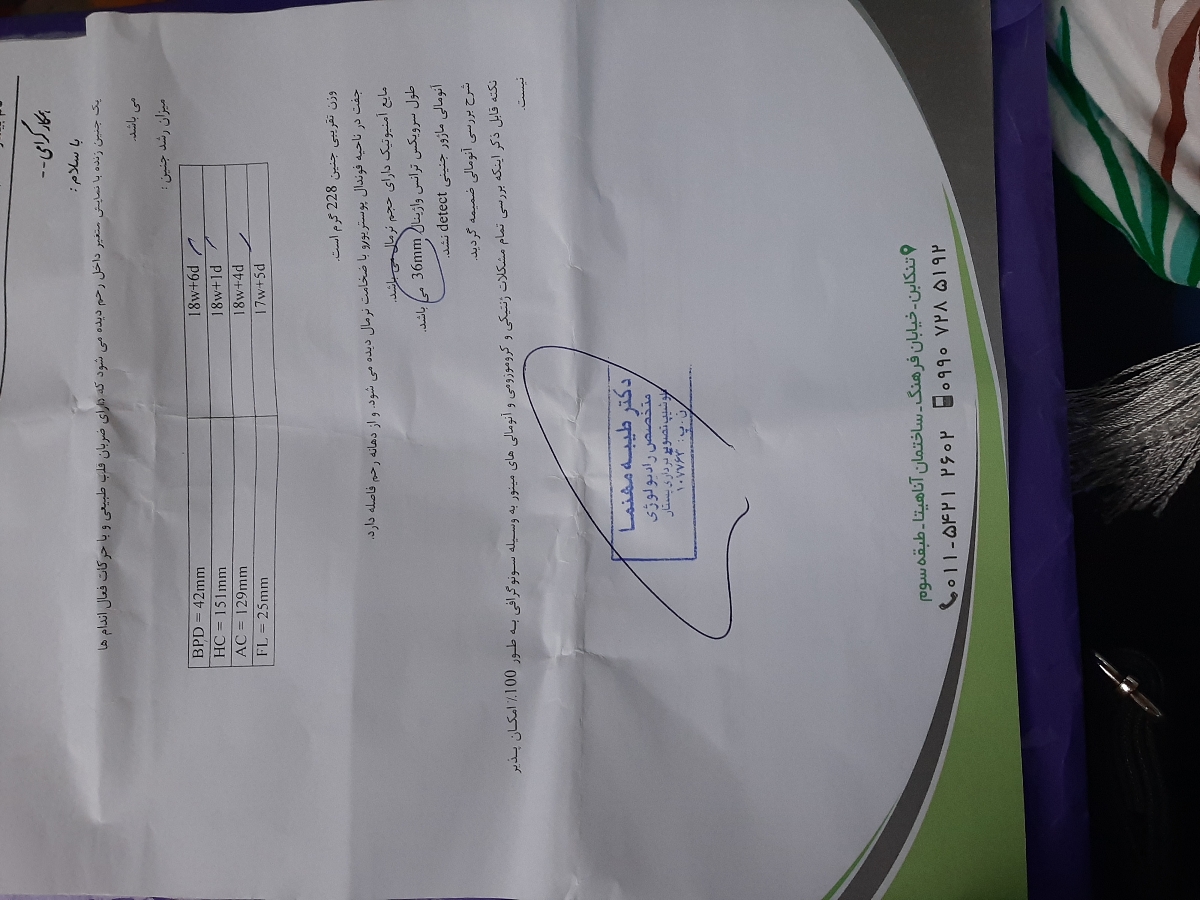 همکار گرامی --
با سلام :
یک جنین زنده با نمایش متغیر داخل رحم دیده می شود که دارای ضربان قلب طبیعی و با حرکات فعال اندام ها
می باشد.
میزان رشد جنین :
BPD = 42mm 18w+6d
HC = 151mm 18w+1d
AC = 129mm 18w+4d
FL = 25mm 17w+5d
وزن تقریبی جنین 228 گرم است.
جفت در ناحیه فوندال پوستریورو با ضخامت نرمال دیده می شود. و از دهانه رحم فاصله دارد.
مایع آمنیوتیک دارای حجم نرمال می باشد.
طول سرویکس ترانس واژینال 36mm می باشد.
آنومالی ماژور جنینی detect نشد.
شرح بررسی آنومالی ضمیمه گردید.
نکته قابل ذکر اینکه بررسی تمام مشکلات ژنتیکی و کروموزومی و آنومالی های مینور به وسیله سونوگرافی به طور 100٪ امکان پذیر
نیست.
دکتر طیبه مهتما
متخصص رادیولوژی
تنکابن - خیابان فرهنگ - ساختمان آناهیتا - طبقه سوم
۰۱۱-۵۴۲۱ ۲۶۵۲ ۰۹۹۰ ۷۲۸ ۵۱۹۲